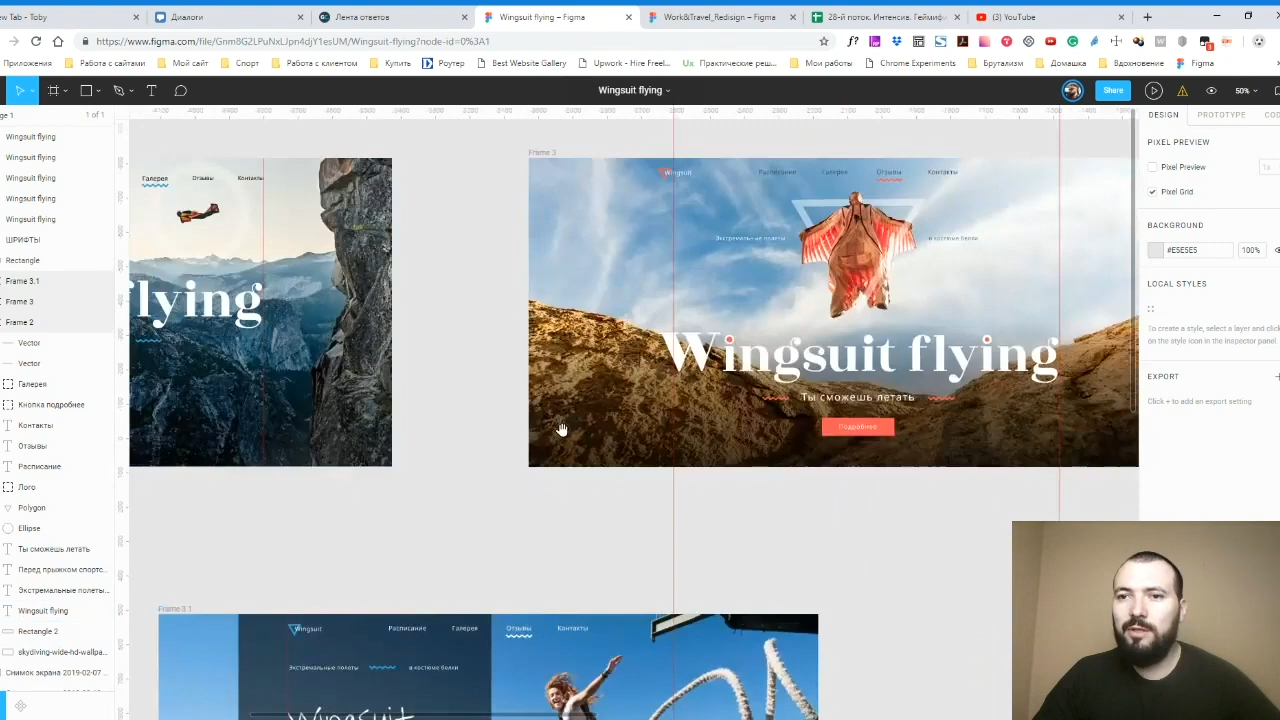 ew Tab - Toby
Диалоги
Лента ответов
Wingsuit flying – Figma
Work&Travel_Redisign – Figma
28-й поток. Интенсив. Геймифи
(3) YouTube
https://www.figma.com/file/Gnm8G2LPuNxLJpn4djY1esUM/Wingsuit-flying?node-id=0%3A1
Приложения
Работа с сайтами
Мой сайт
Спорт
Работа с клиентом
Купить
Роутер
Best Website Gallery
Upwork - Hire Freel...
Ux Практические реш...
Мои работы
Chrome Experiments
Брутализм
Домашка
Вдохновение
Figma
Wingsuit flying
Share
50%
ge 1
1 of 1
Wingsuit flying
Wingsuit flying
Wingsuit flying
Wingsuit flying
Wingsuit flying
ШРИФТЫ
Rectangle
Frame 3.1
Frame 3
Frame 2
Vector
Vector
Галерея
Кнопка подробнее
Контакты
Отзывы
Расписание
Лого
Polygon
Ellipse
Ты сможешь летать
Перед прыжком спортс...
Экстремальные полеты...
Wingsuit flying
Rectangle 2
skydiving-wide-hd-wallpa...
Снимок экрана 2019-02-07
Галерея
Отзывы
Контакты
flying
Frame 3
Wingsuit
Расписание
Галерея
Отзывы
Контакты
Экстремальные полеты
в костюме белки
Wingsuit flying
Ты сможешь летать
Подробнее
Frame 3.1
Wingsuit
Расписание
Галерея
Отзывы
Контакты
Экстремальные полеты
в костюме белки
Wingsuit
DESIGN
PROTOTYPE
COD
PIXEL PREVIEW
Pixel Preview
1x
Pixel Grid
BACKGROUND
#E5E5E5
100%
LOCAL STYLES
To create a style, select a layer and click
on the style icon in the inspector panel.
EXPORT
Click + to add an export setting